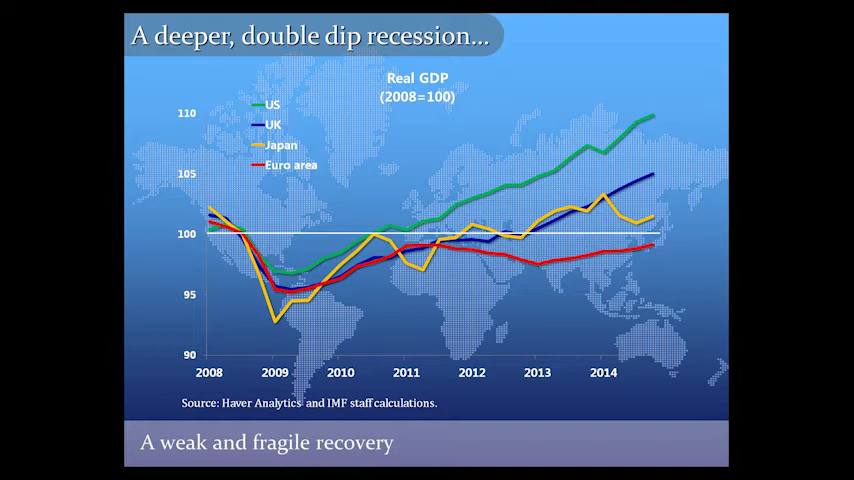 A deeper, double dip recession...
Real GDP
(2008=100)
US
UK
Japan
Euro area
110
105
100
95
90
2008 2009 2010 2011 2012 2013 2014
Source: Haver Analytics and IMF staff calculations.
A weak and fragile recovery